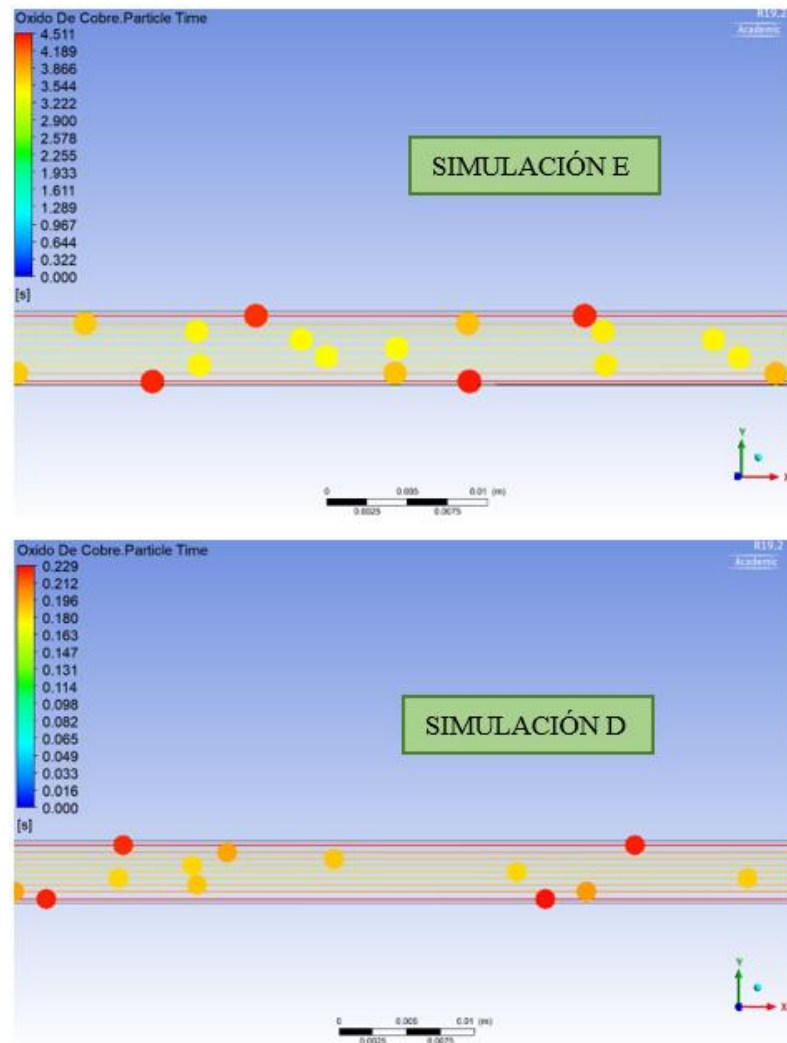 Oxido De Cobre.Particle Time
R19.2
Academic
4.511
4.189
3.866
3.544
3.222
2.900
2.578
2.255
1.933
1.611
1.289
0.967
0.644
0.322
0.000
[s]
SIMULACIÓN E
Y
X
0 0.005 0.01 (m)
0.0025 0.0075
Oxido De Cobre.Particle Time
R19.2
Academic
0.229
0.212
0.196
0.180
0.163
0.147
0.131
0.114
0.098
0.082
0.065
0.049
0.033
0.016
0.000
[s]
SIMULACIÓN D
Y
X
0 0.005 0.01 (m)
0.0025 0.0075